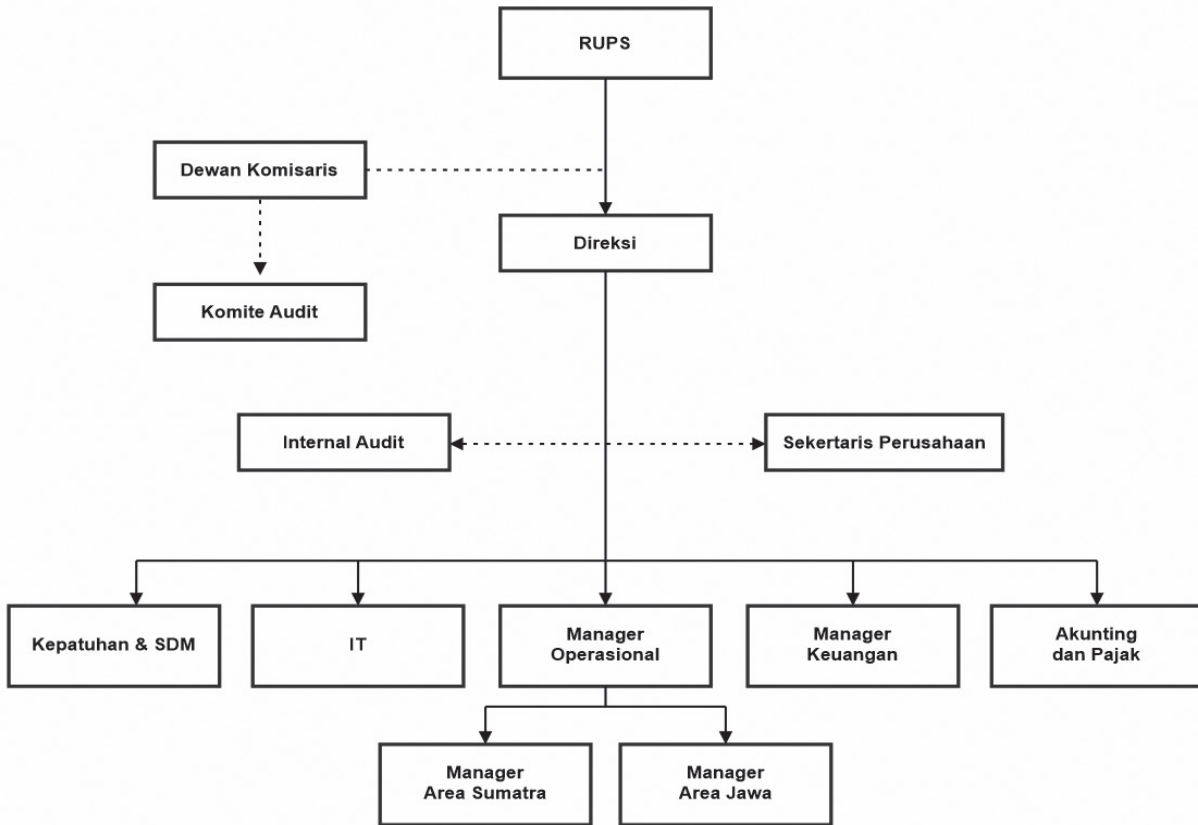 RUPS
Dewan Komisaris
Direksi
Komite Audit
Internal Audit
Sekertaris Perusahaan
Kepatuhan & SDM
IT
Manager
Operasional
Manager
Keuangan
Akunting
dan Pajak
Manager
Area Sumatra
Manager
Area Jawa